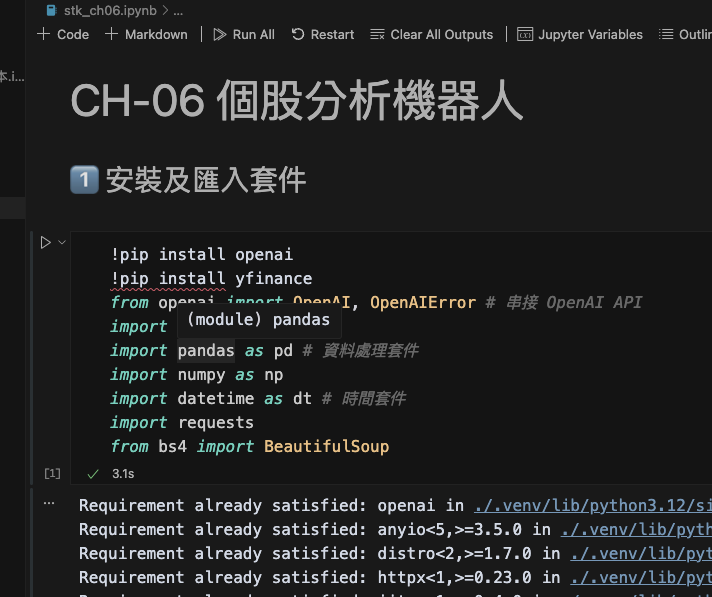 stk_ch06.ipynb > ...
+ Code + Markdown | Run All Restart Clear All Outputs | Jupyter Variables Outlin
本.i...
CH-06 個股分析機器人
1 安裝及匯入套件
!pip install openai
!pip install yfinance
from openai import OpenAI, OpenAIError # 串接 OpenAI API
import
(module) pandas
import pandas as pd # 資料處理套件
import numpy as np
import datetime as dt # 時間套件
import requests
from bs4 import BeautifulSoup
[1] ✓ 3.1s
... Requirement already satisfied: openai in ./.venv/lib/python3.12/si
Requirement already satisfied: anyio<5,>=3.5.0 in ./.venv/lib/pyth
Requirement already satisfied: distro<2,>=1.7.0 in ./.venv/lib/pyt
Requirement already satisfied: httpx<1,>=0.23.0 in ./.venv/lib/pyt